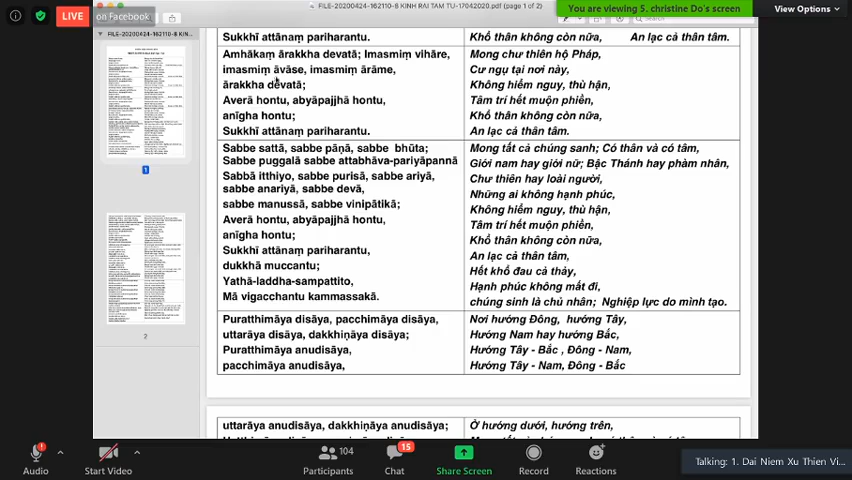 FILE-20200424-162110-8 KINH RAI TAM TU-17042020.pdf (page 1 of 2)
You are viewing 5. christine Do's screen
View Options
LIVE
on Facebook
FILE-20200424-162110-8 KIN...
1
2
Sukkhī attānaṃ pariharantu.
Khổ thân không còn nữa, An lạc cả thân tâm.
Amhākaṃ ārakkha devatā; Imasmiṃ vihāre,
imasmiṃ āvāse, imasmiṃ ārāme,
ārakkha devatā;
Averā hontu, abyāpajjhā hontu,
anīgha hontu;
Sukkhī attānaṃ pariharantu.
Mong chư thiên hộ Pháp,
Cư ngụ tại nơi này,
Không hiềm nguy, thù hận,
Tâm trí hết muộn phiền,
Khổ thân không còn nữa,
An lạc cả thân tâm.
Sabbe sattā, sabbe pāṇā, sabbe bhūta;
Sabbe puggalā sabbe attabhāva-pariyāpannā
Sabbā itthiyo, sabbe purisā, sabbe ariyā,
sabbe anariyā, sabbe devā,
sabbe manussā, sabbe vinipātikā;
Averā hontu, abyāpajjhā hontu,
anīgha hontu;
Sukhī attānaṃ pariharantu,
dukkhā muccantu;
Yathā-laddha-sampattito,
Mā vigacchantu kammassakā.
Mong tất cả chúng sanh; Có thân và có tâm,
Giới nam hay giới nữ; Bậc Thánh hay phàm nhân,
Chư thiên hay loài người,
Những ai không hạnh phúc,
Không hiềm nguy, thù hận,
Tâm trí hết muộn phiền,
Khổ thân không còn nữa,
An lạc cả thân tâm,
Hết khổ đau cả thảy,
Hạnh phúc không mất đi,
chúng sinh là chủ nhân; Nghiệp lực do mình tạo.
Puratthimāya disāya, pacchimāya disāya,
uttarāya disāya, dakkhiṇāya disāya;
Puratthimāya anudisāya,
pacchimāya anudisāya,
Nơi hướng Đông, hướng Tây,
Hướng Nam hay hướng Bắc,
Hướng Tây - Bắc , Đông - Nam,
Hướng Tây - Nam, Đông - Bắc
uttarāya anudisāya, dakkhiṇāya anudisāya;
Ở hướng dưới, hướng trên,
Audio
Start Video
104
Participants
15
Chat
Share Screen
Record
Reactions
Talking: 1. Dai Niem Xu Thien Vi...